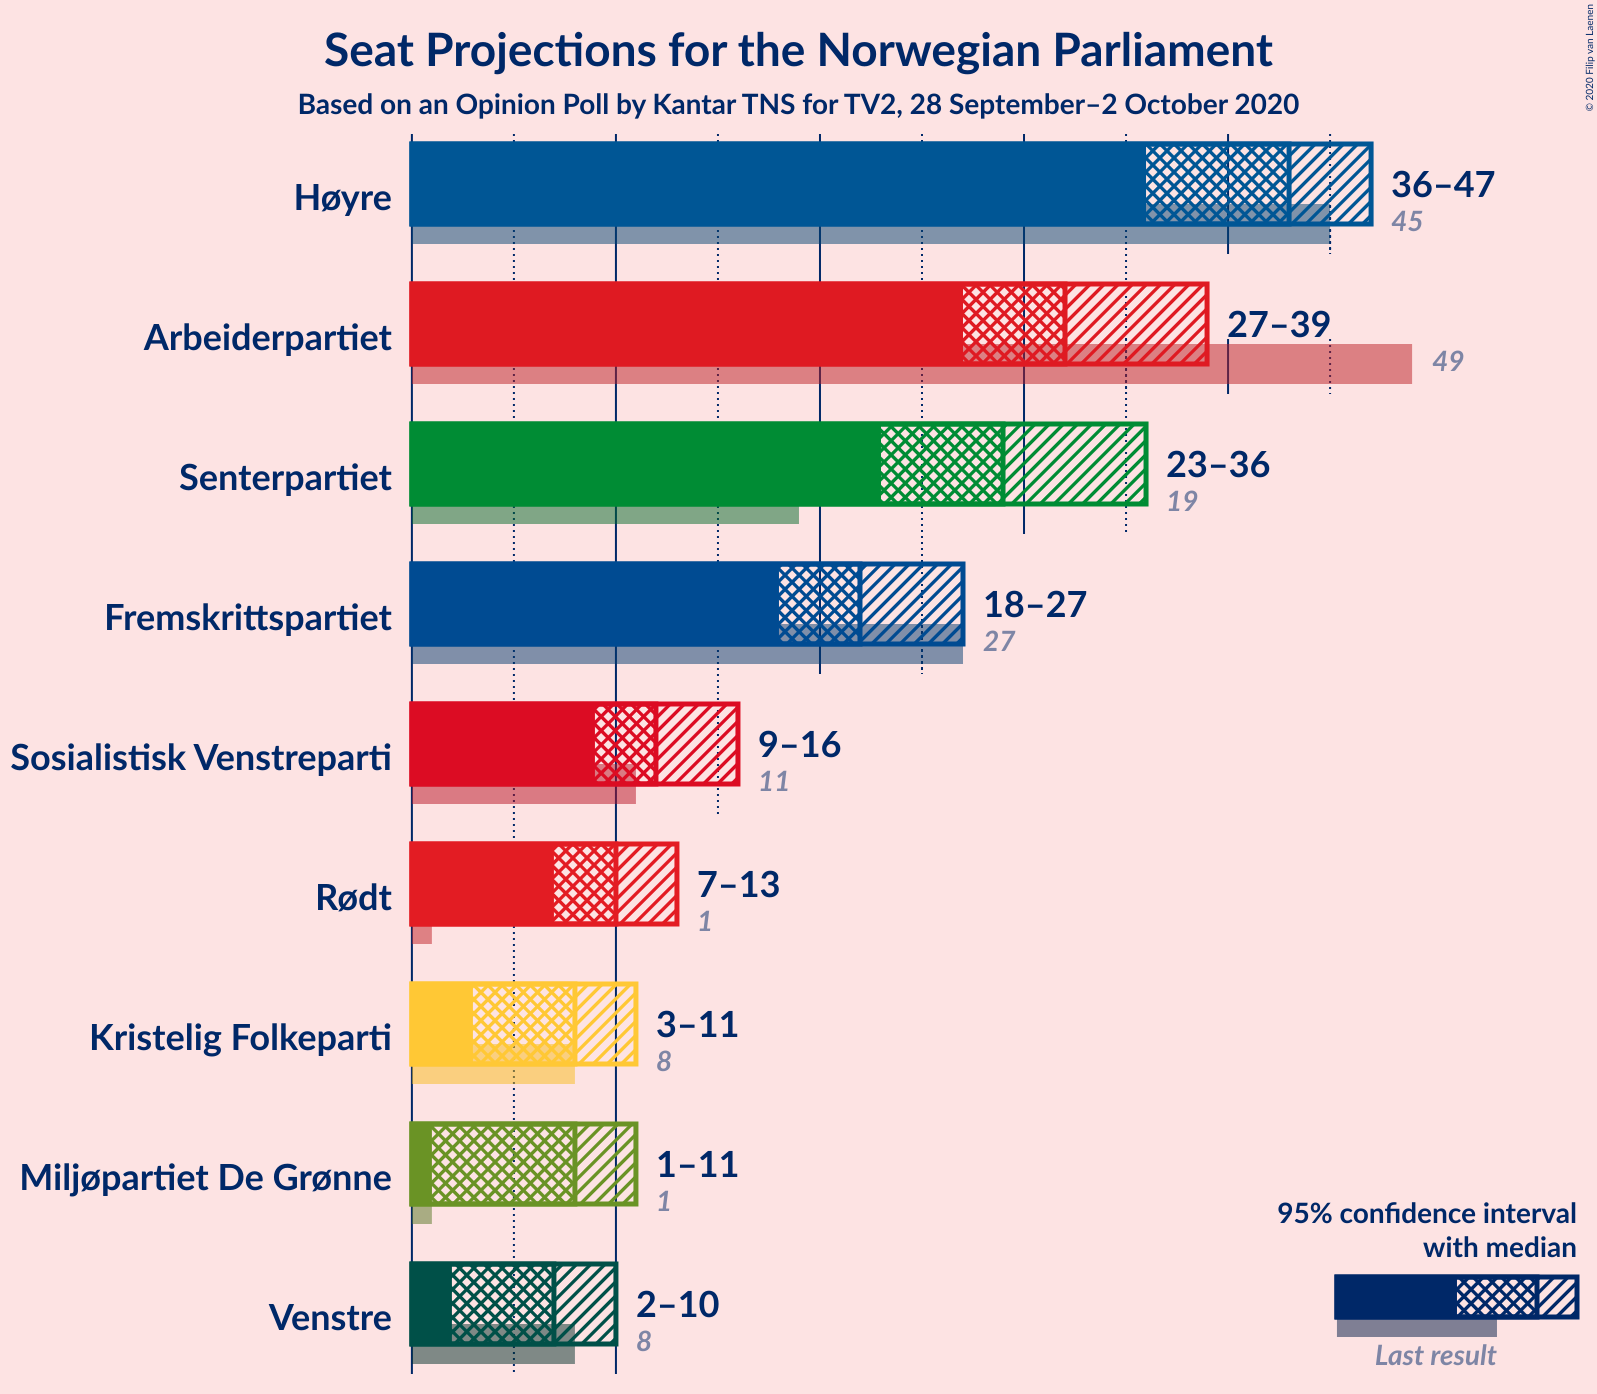 Seat Projections for the Norwegian Parliament
Based on an Opinion Poll by Kantar TNS for TV2, 28 September–2 October 2020
© 2020 Filip van Laenen
Høyre
36–47
45
Arbeiderpartiet
27–39
49
Senterpartiet
23–36
19
Fremskrittspartiet
18–27
27
Sosialistisk Venstreparti
9–16
11
Rødt
7–13
1
Kristelig Folkeparti
3–11
8
Miljøpartiet De Grønne
1–11
1
Venstre
2–10
8
95% confidence interval
with median
Last result